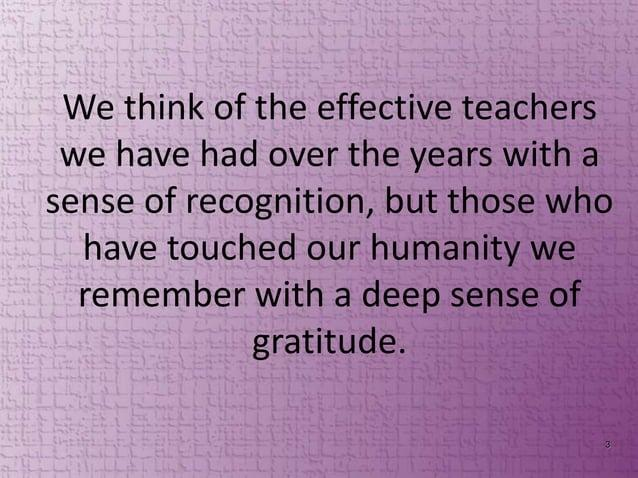 We think of the effective teachers
we have had over the years with a
sense of recognition, but those who
have touched our humanity we
remember with a deep sense of
gratitude.
3